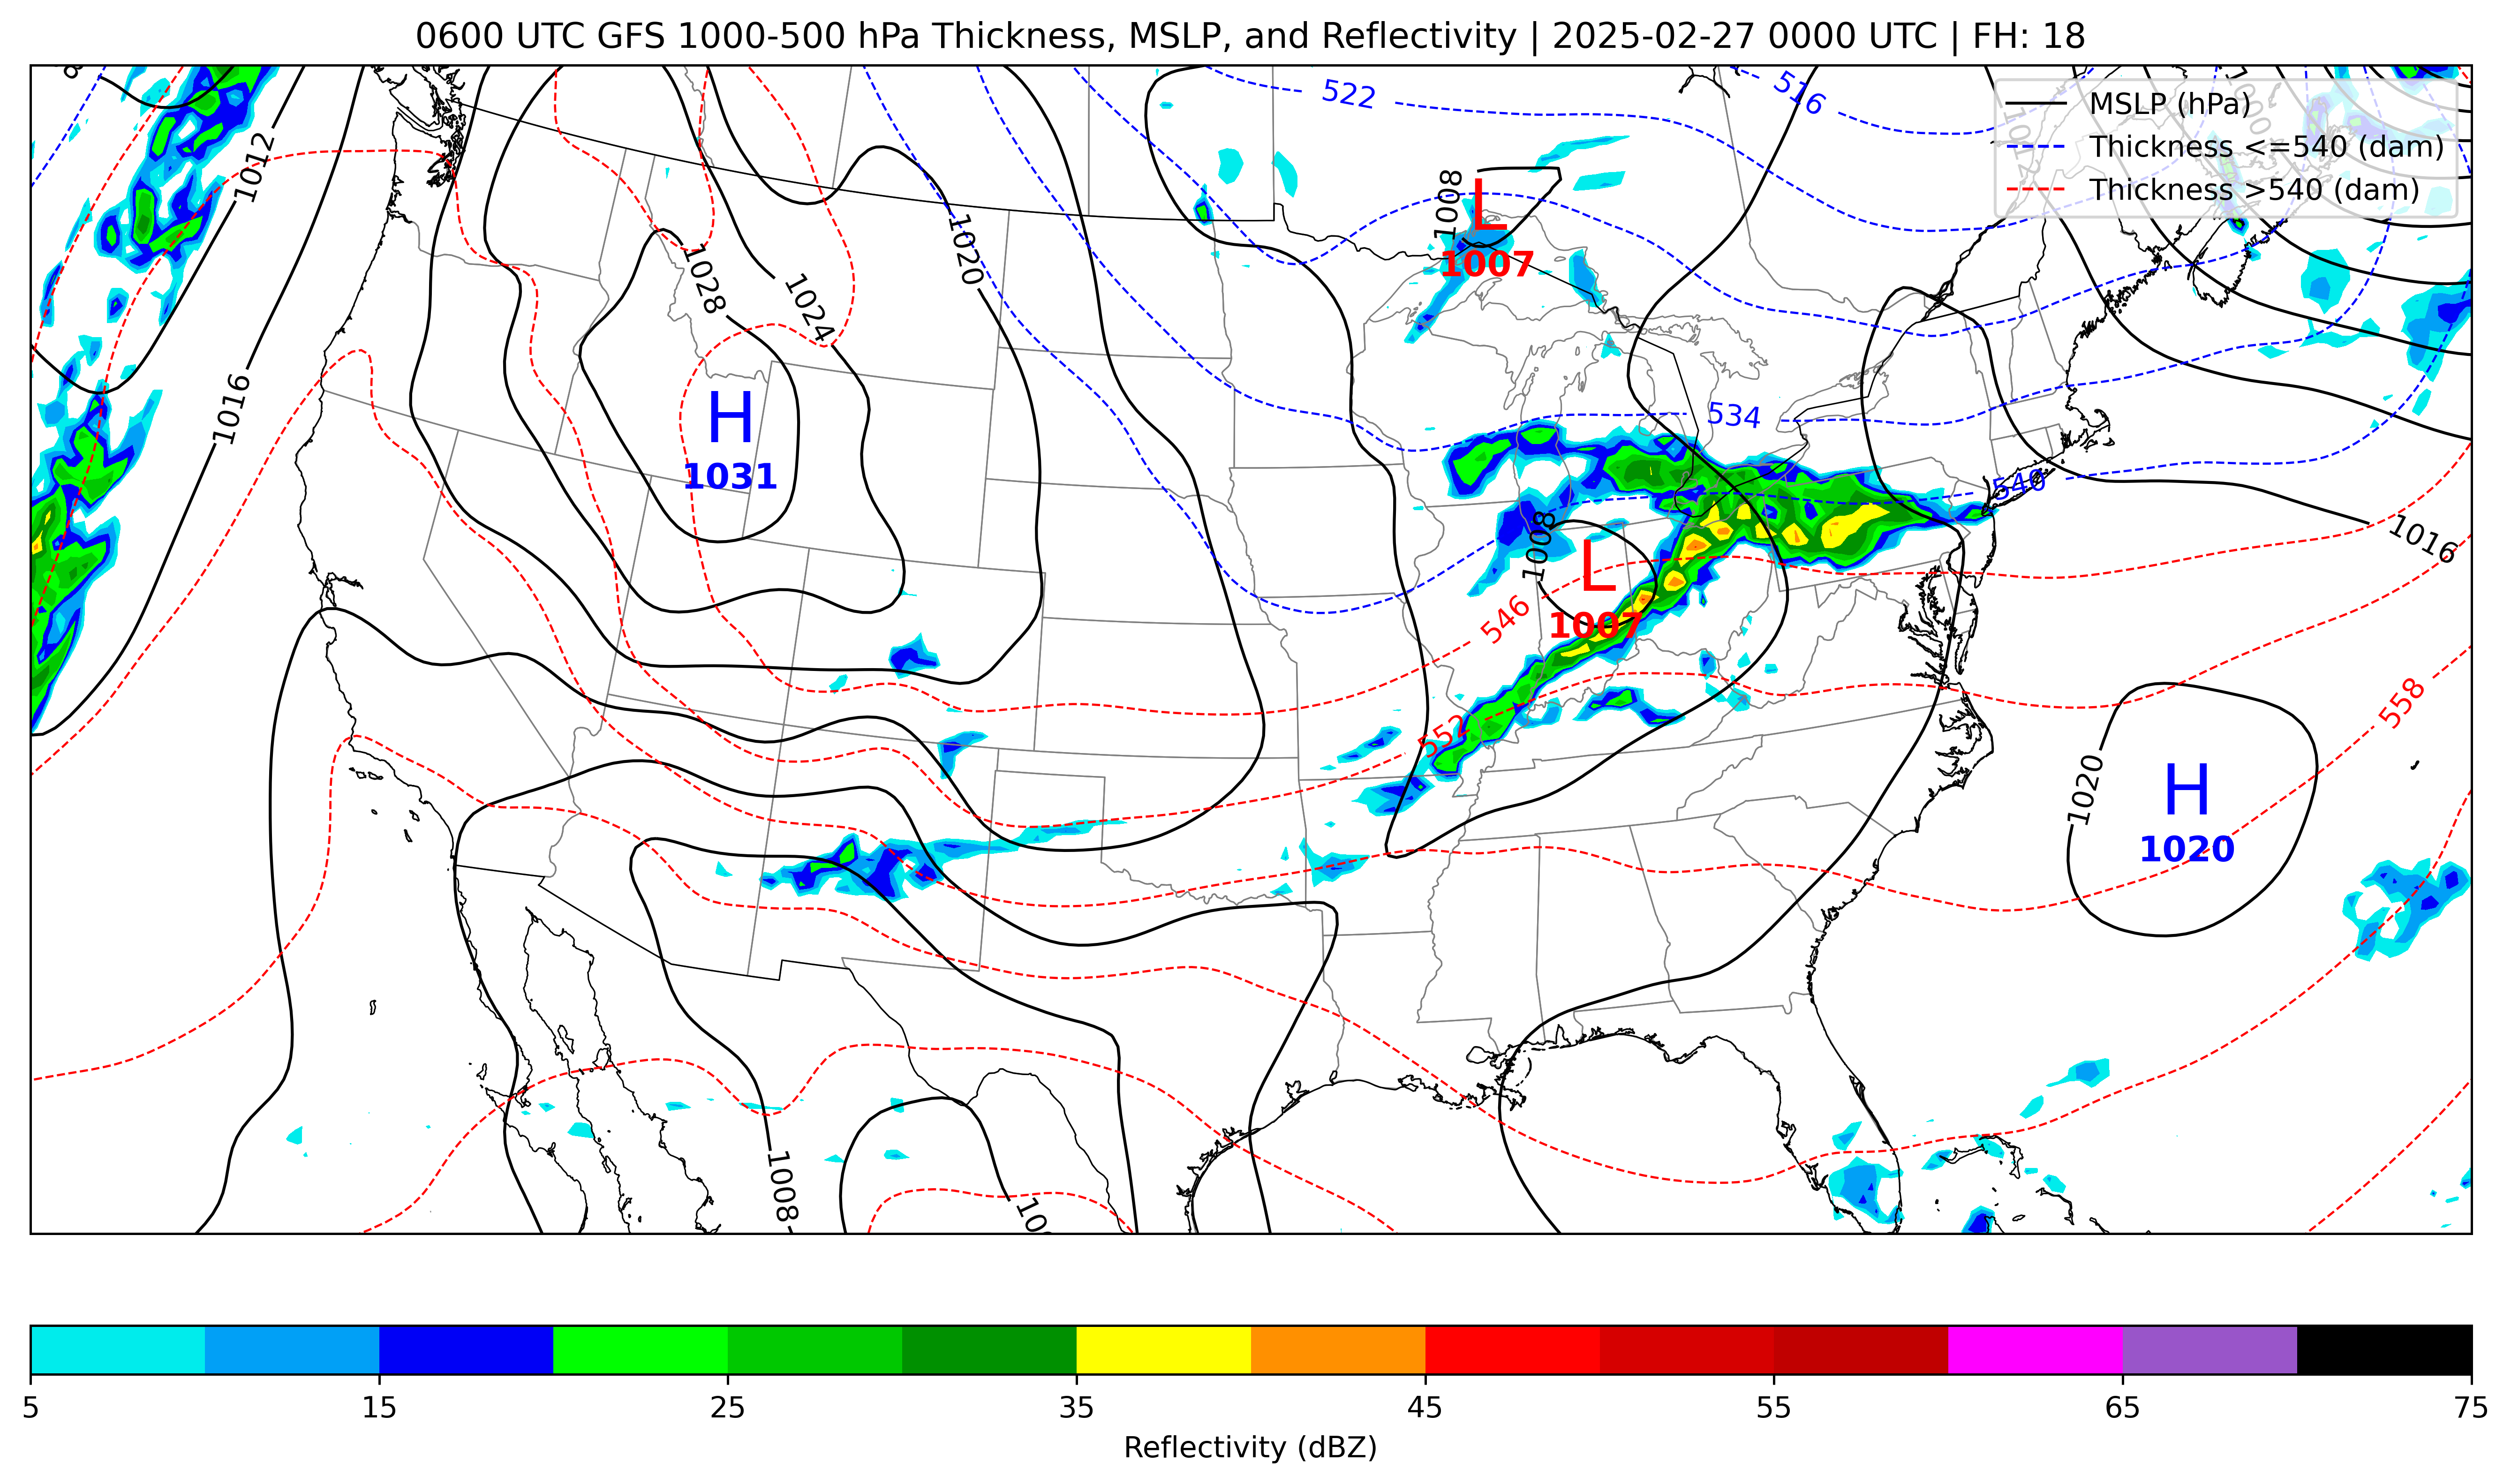 0600 UTC GFS 1000-500 hPa Thickness, MSLP, and Reflectivity | 2025-02-27 0000 UTC | FH: 18
MSLP (hPa)
Thickness <=540 (dam)
Thickness >540 (dam)
522
516
1012
1008
L
1007
1020
1028
1024
1016
H
1031
534
540
1008
L
1007
546
1016
552
558
1020
H
1020
1008
5 15 25 35 45 55 65 75
Reflectivity (dBZ)